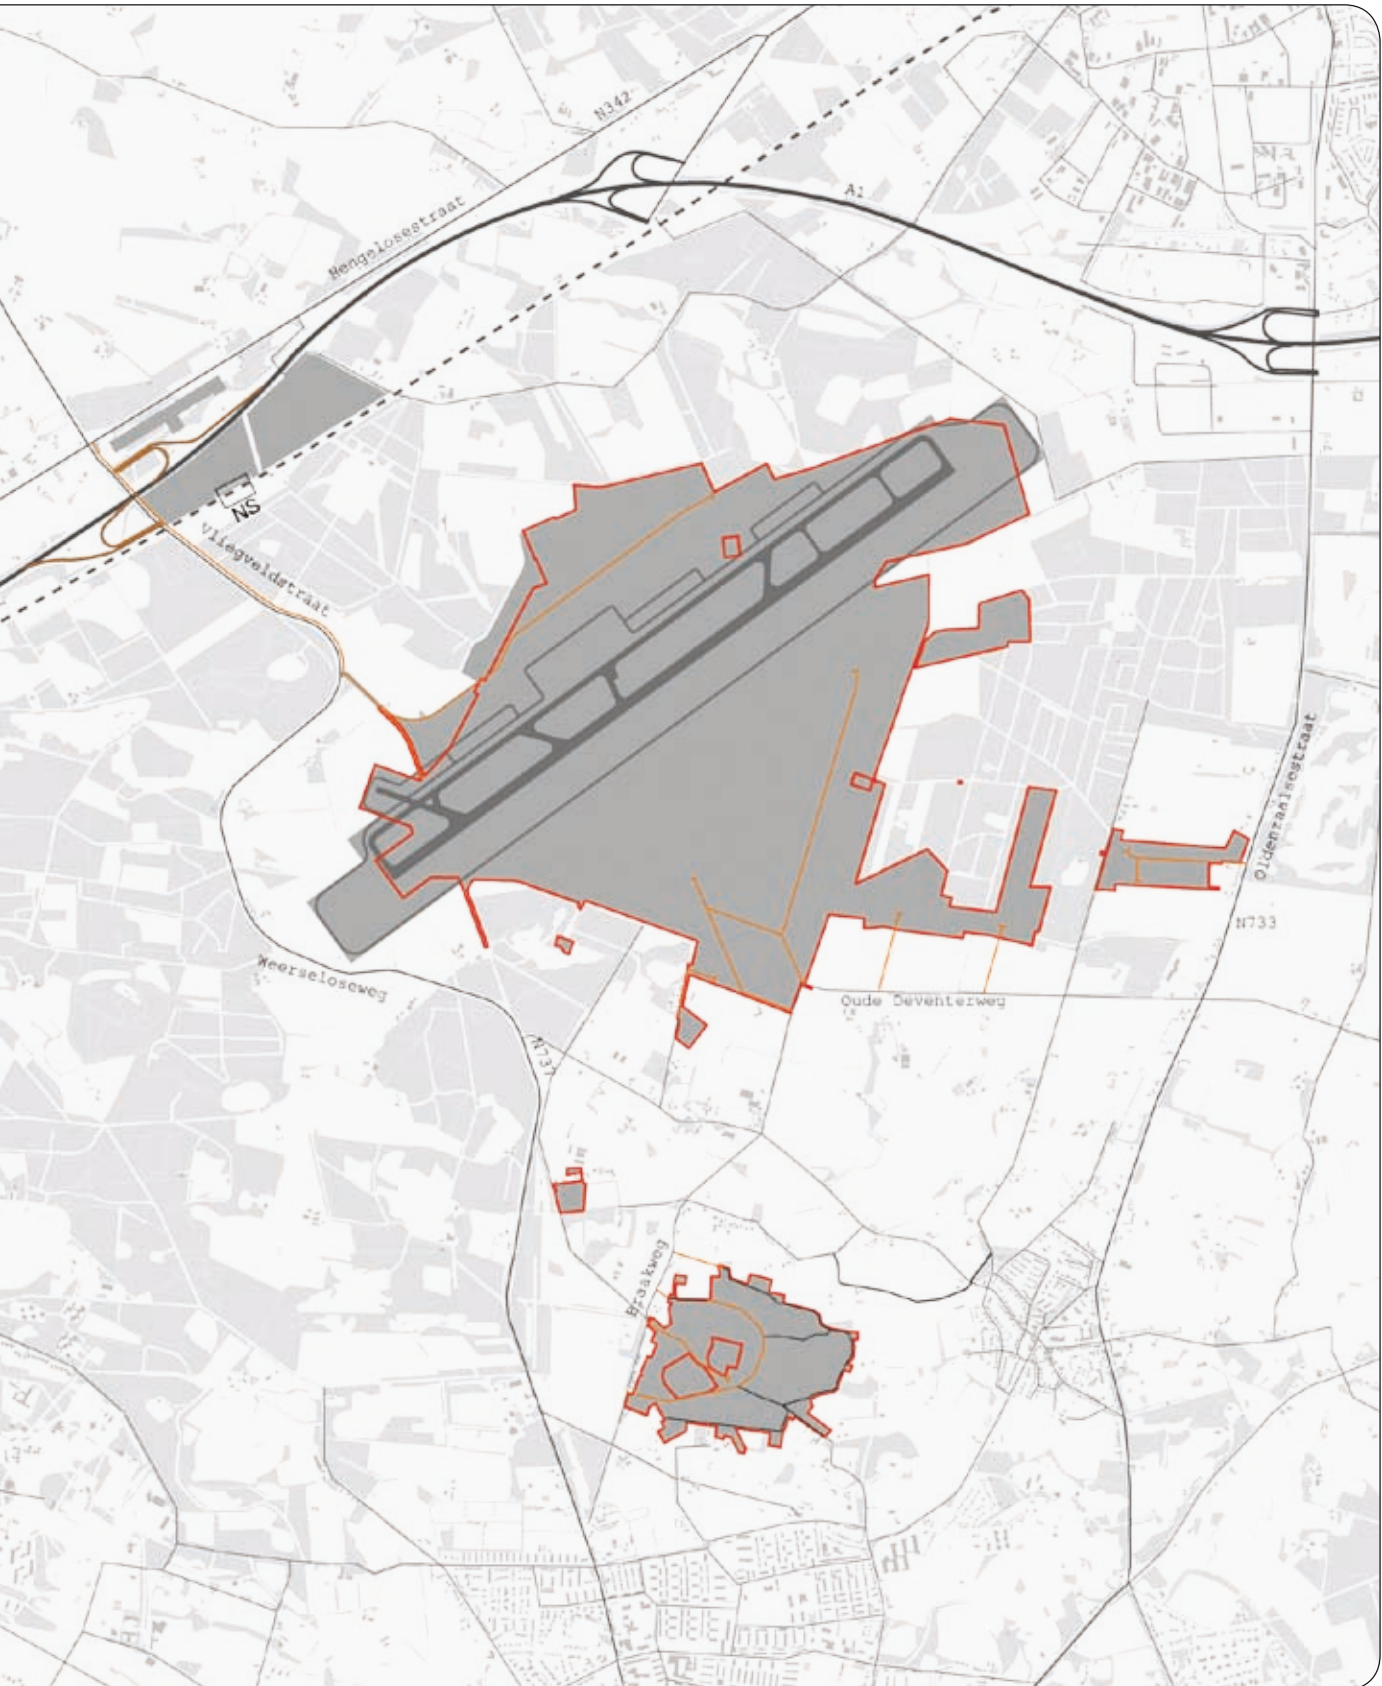 N342
A1
Hengelosestraat
NS
Vliegveldstraat
Oldenzaalsestraat
N733
Weerseloseweg
Oude Deventerweg
N737
Braakweg